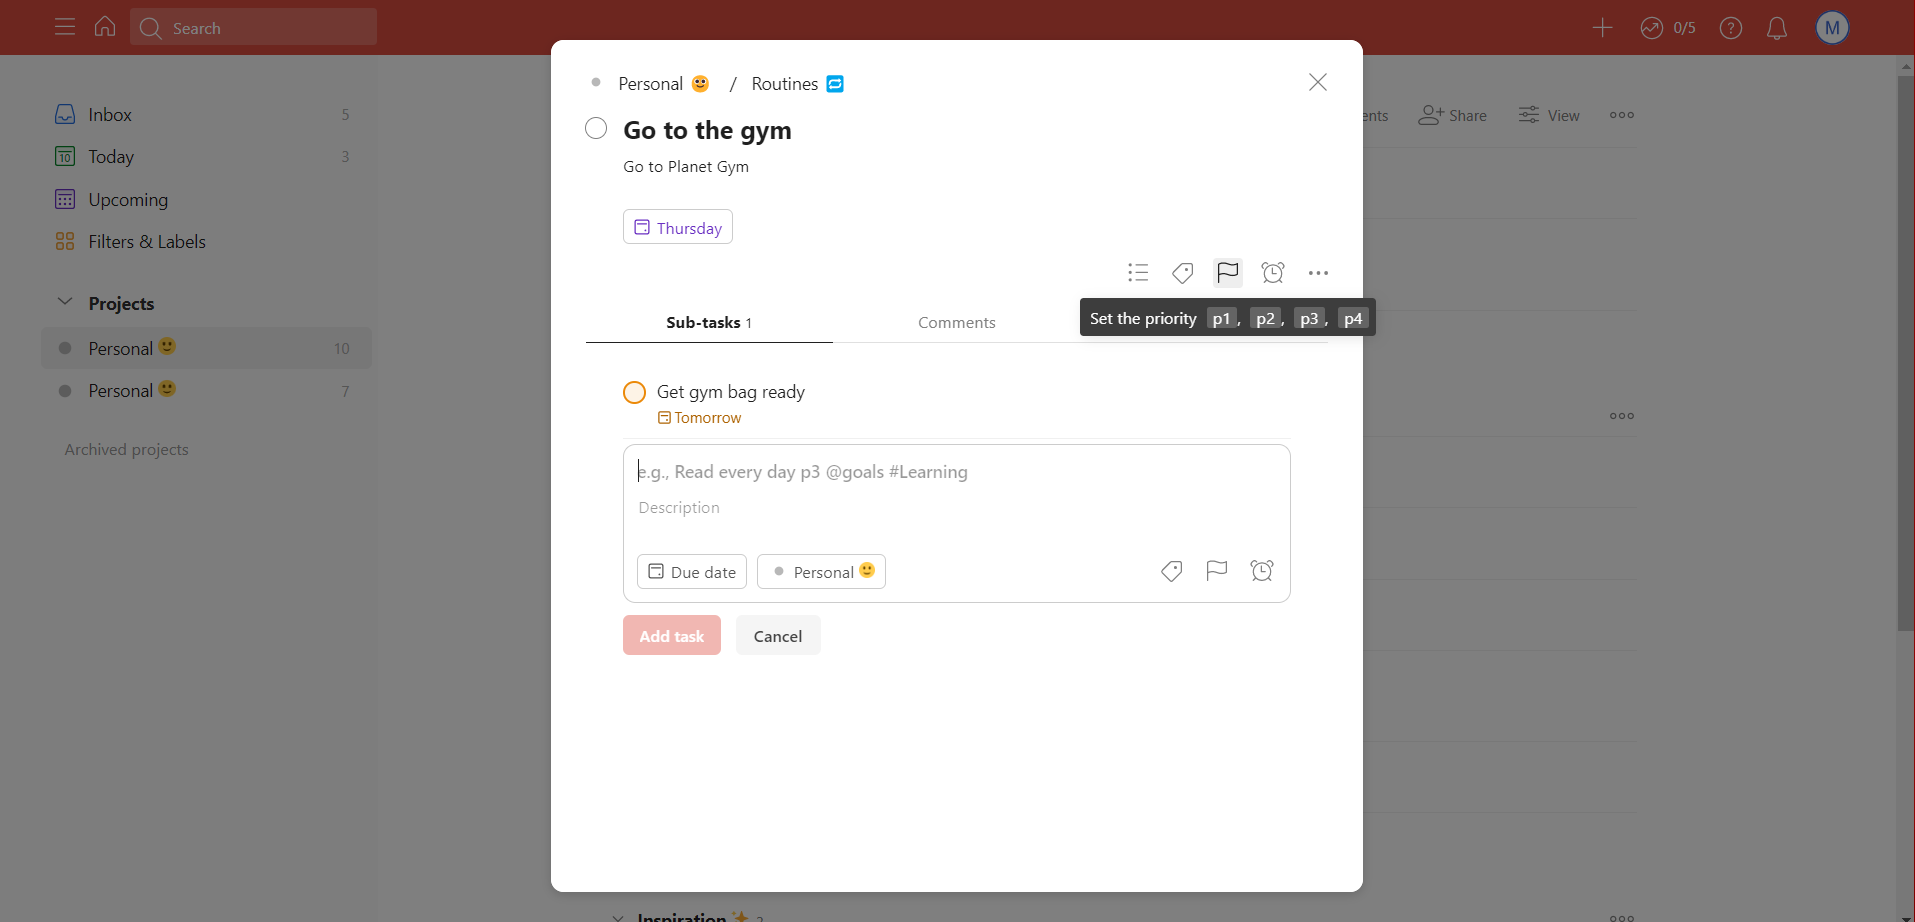 Search
0/5
M
Inbox 5
Today 3
Upcoming
Filters & Labels
Projects
Personal 10
Personal 7
Archived projects
Personal / Routines
Go to the gym
Go to Planet Gym
Thursday
Set the priority p1, p2, p3, p4
Sub-tasks 1
Comments
Get gym bag ready
Tomorrow
e.g., Read every day p3 @goals #Learning
Description
Due date
Personal
Add task
Cancel
ents
Share
View
10
Inspiration 2